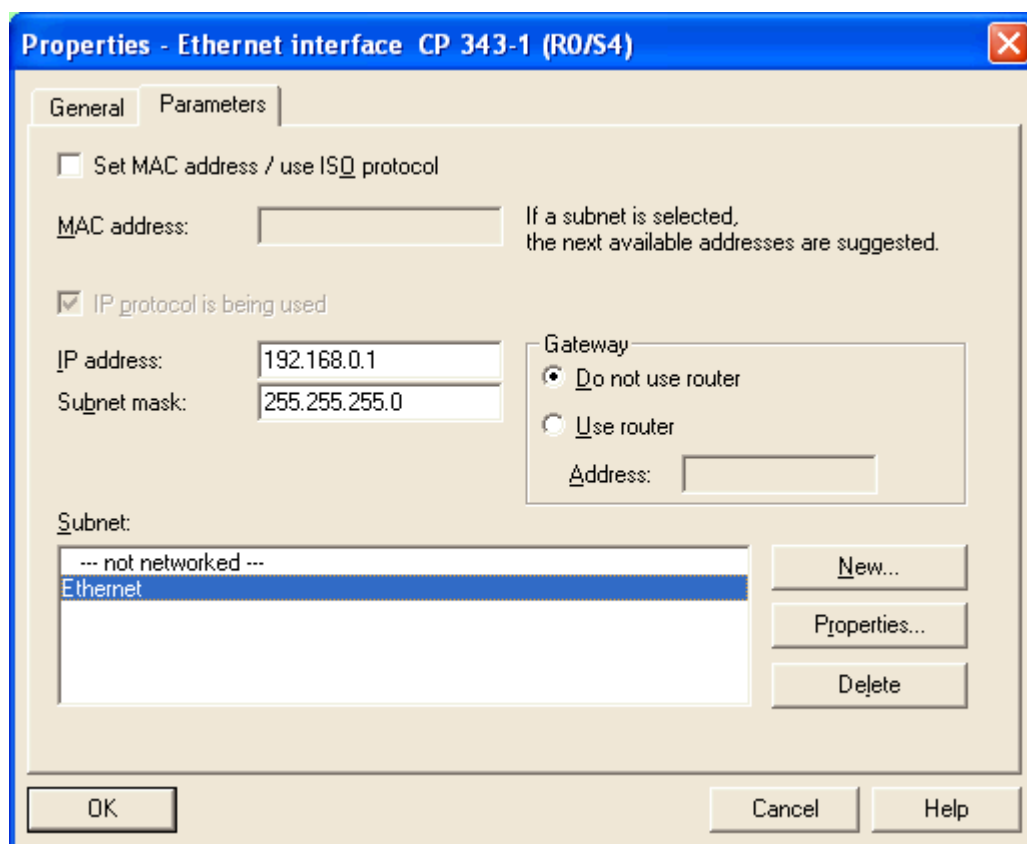 Properties - Ethernet interface CP 343-1 (R0/S4)
General
Parameters
Set MAC address / use ISO protocol
MAC address:
If a subnet is selected,
the next available addresses are suggested.
IP protocol is being used
IP address:
192.168.0.1
Subnet mask:
255.255.255.0
Gateway
Do not use router
Use router
Address:
Subnet:
--- not networked ---
Ethernet
New...
Properties...
Delete
OK
Cancel
Help